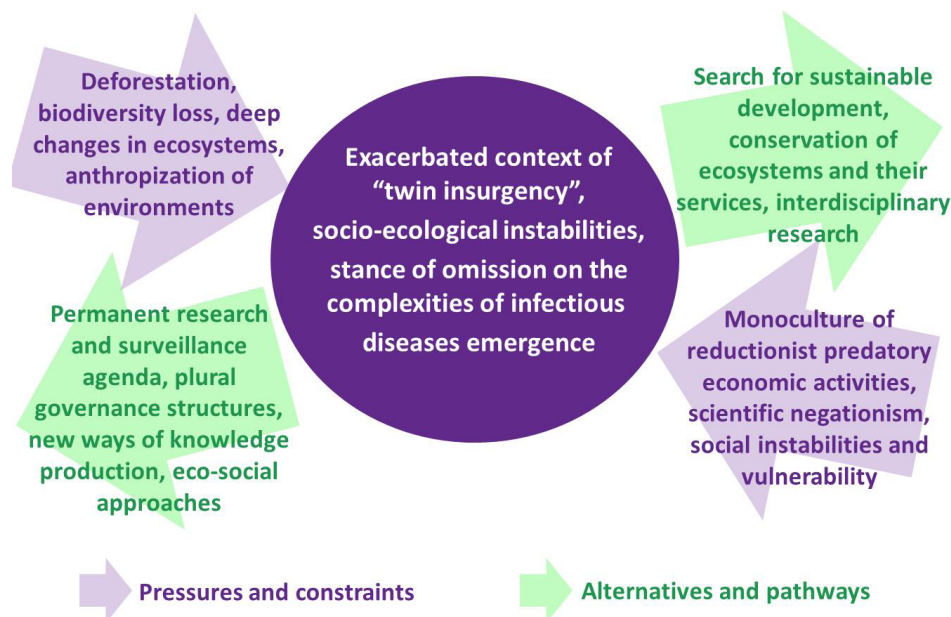 Deforestation,
biodiversity loss, deep
changes in ecosystems,
anthropization of
environments
Exacerbated context of
“twin insurgency”,
socio-ecological instabilities,
stance of omission on the
complexities of infectious
diseases emergence
Search for sustainable
development,
conservation of
ecosystems and their
services, interdisciplinary
research
Permanent research
and surveillance
agenda, plural
governance structures,
new ways of knowledge
production, eco-social
approaches
Monoculture of
reductionist predatory
economic activities,
scientific negationism,
social instabilities and
vulnerability
Pressures and constraints
Alternatives and pathways